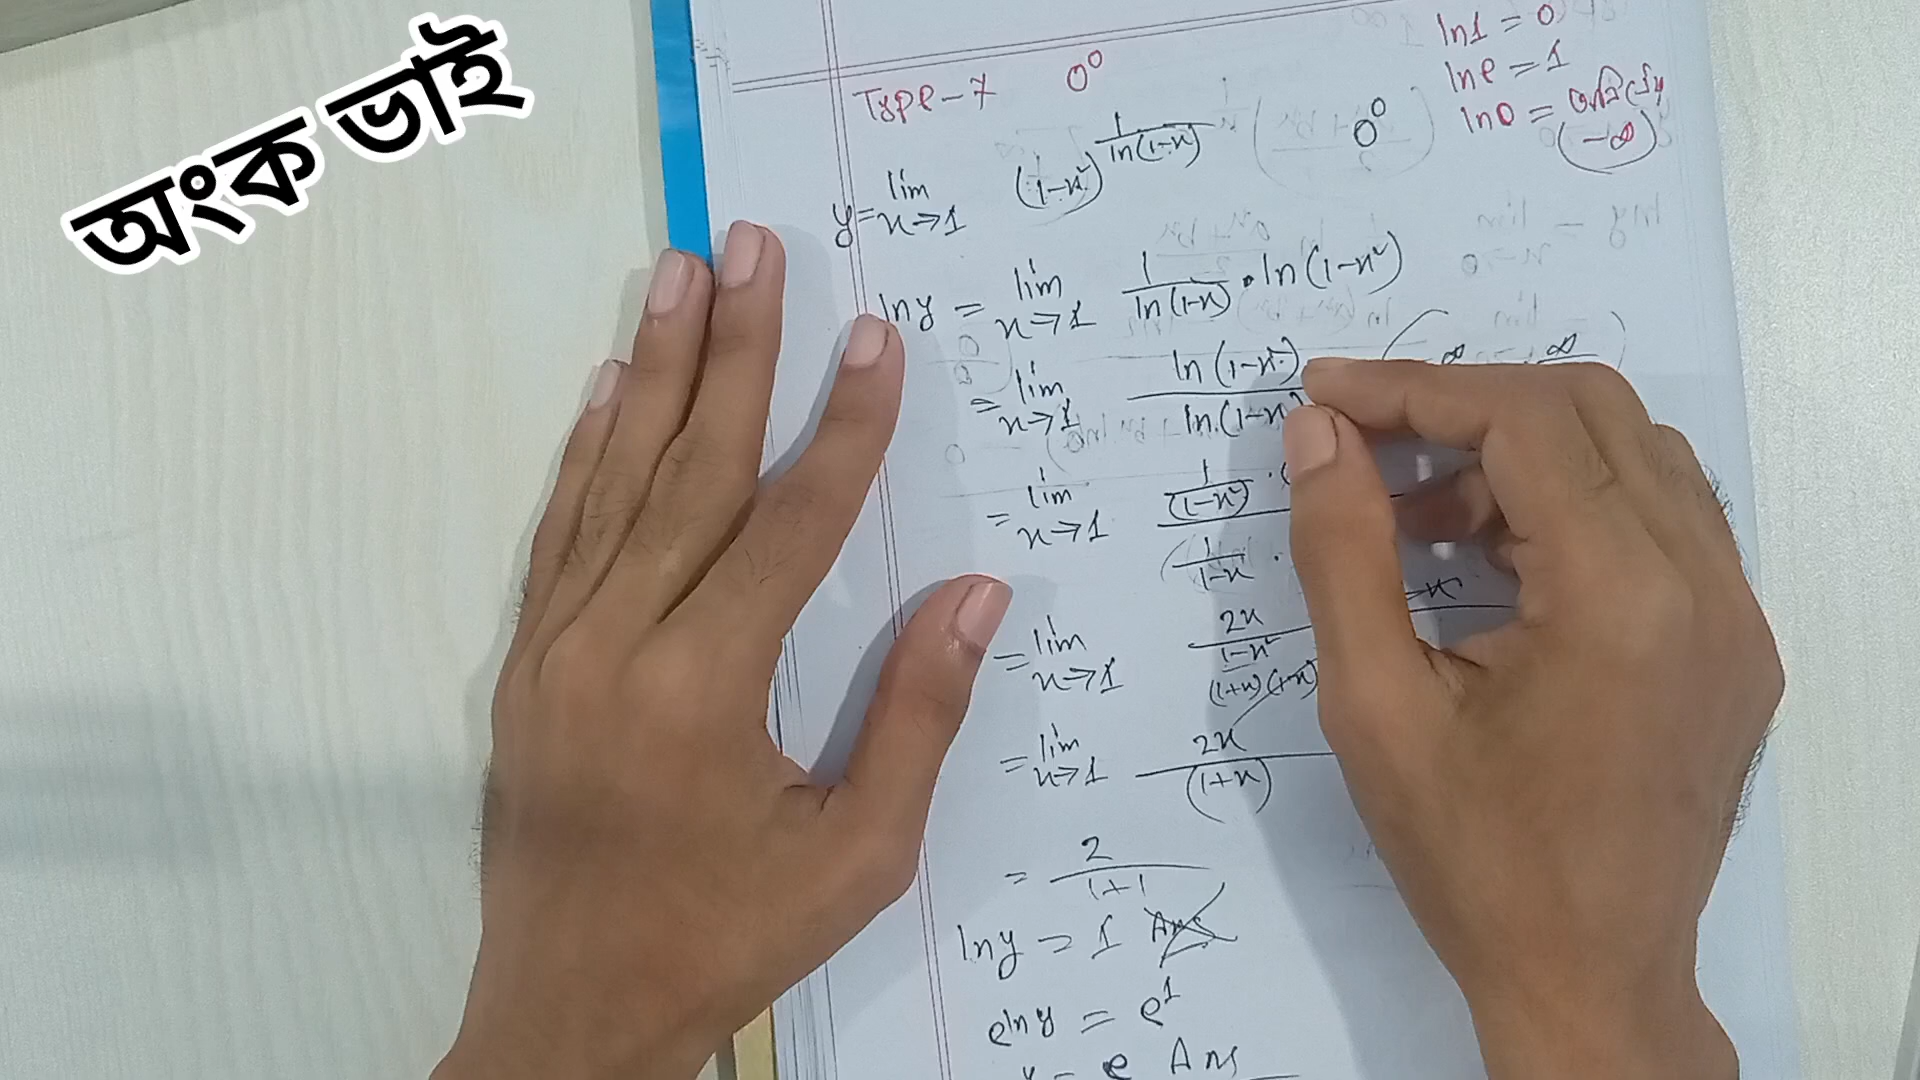 অংক ভাই
Type-7 0⁰
ln1 = 0
lne = 1
ln0 =
(-∞)
y = lim x→1 (1-x²)^(1/ln(1-x)) 0⁰
lny = lim x→1 1/ln(1-x) · ln(1-x²)
= lim x→1 ln(1-x²)/ln(1-x)
= lim x→1 1/(1-x²) · / (1/1-x ·
= lim x→1 2x/1-x²
(1+x)(1-x)
= lim x→1 2x/(1+x)
= 2/1+1
lny = 1 Ans
e^lny = e¹
y = e Ans